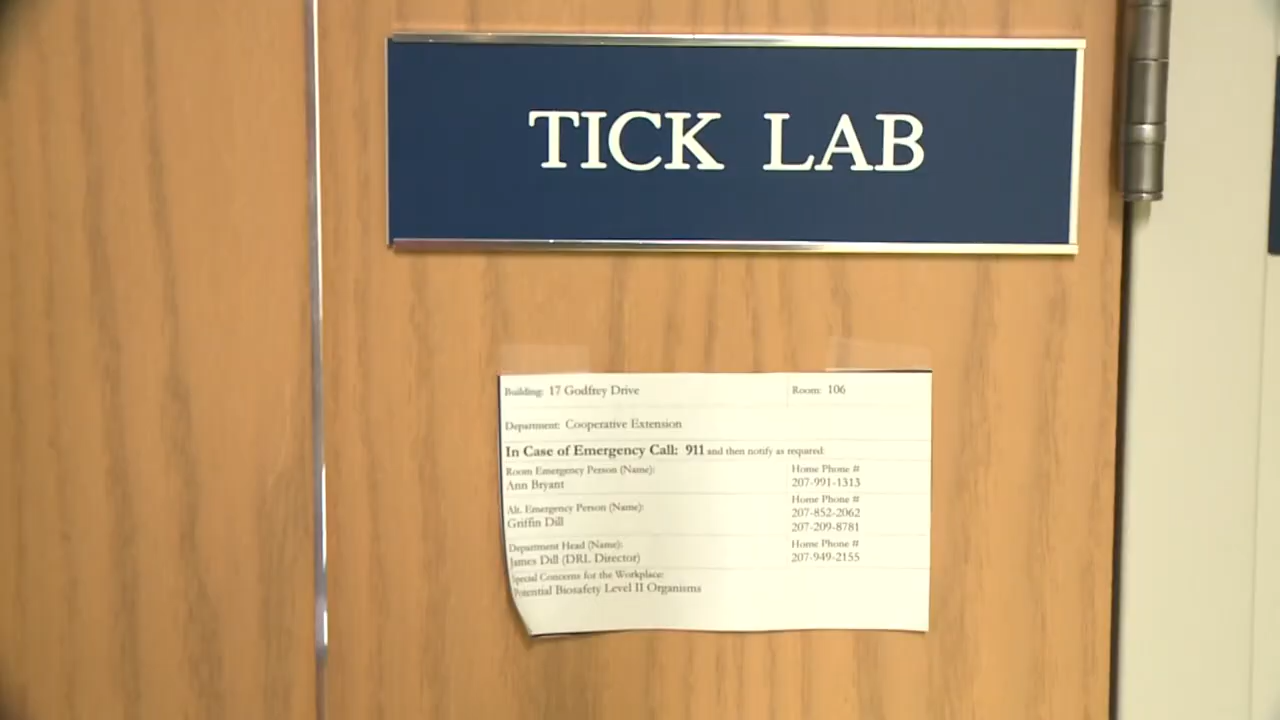 TICK LAB
Building: 17 Godfrey Drive Room: 106
Department: Cooperative Extension
In Case of Emergency Call: 911 and then notify as required
Room Emergency Person (Name): Home Phone #
Ann Bryant 207-991-1313
Alt. Emergency Person (Name): Home Phone #
Griffin Dill 207-852-2062
207-209-8781
Department Head (Name): Home Phone #
James Dill (DRL Director) 207-949-2155
Special Concerns for the Workplace:
Potential Biosafety Level II Organisms